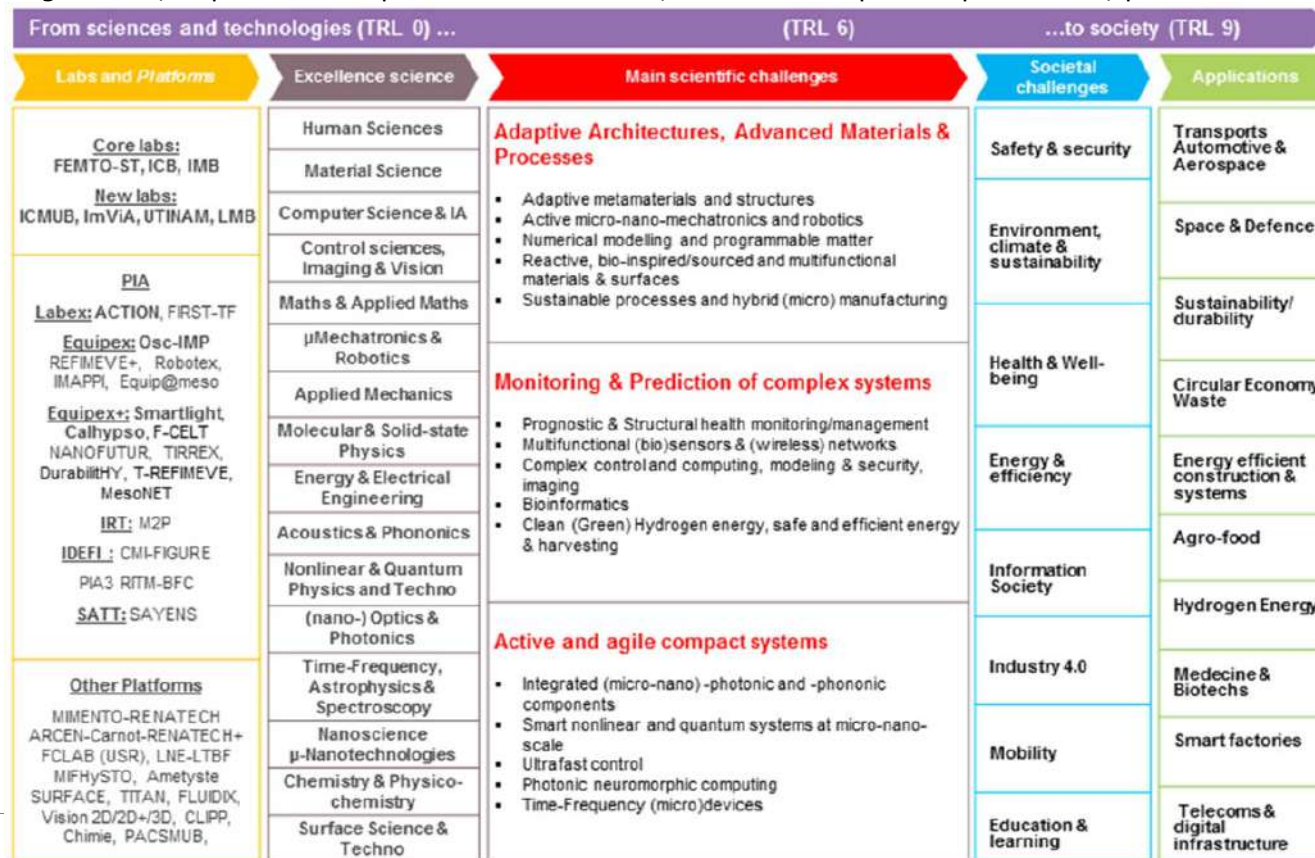 From sciences and technologies (TRL 0) ...
(TRL 6)
...to society (TRL 9)
Labs and Platforms
Excellence science
Main scientific challenges
Societal
challenges
Applications
Core labs:
FEMTO-ST, ICB, IMB
New labs:
ICMUB, ImViA, UTINAM, LMB
PIA
Labex: ACTION, FIRST-TF
Equipex: Osc-IMP
REFIMEVE+, Robotex,
IMAPPI, Equip@meso
Equipex+: Smartlight,
Calhypso, F-CELT
NANOFUTUR, TIRREX,
DurabilitHY, T-REFIMEVE,
MesoNET
IRT: M2P
IDEFI : CMI-FIGURE
PIA3 RITM-BFC
SATT: SAYENS
Other Platforms
MIMENTO-RENATECH
ARCEN-Carnot-RENATECH+
FCLAB (USR), LNE-LTBF
MIFHySTO, Ametyste
SURFACE, TITAN, FLUIDIX,
Vision 2D/2D+/3D, CLIPP,
Chimie, PACSMUB,
Human Sciences
Material Science
Computer Science & IA
Control sciences,
Imaging & Vision
Maths & Applied Maths
µMechatronics &
Robotics
Applied Mechanics
Molecular & Solid-state
Physics
Energy & Electrical
Engineering
Acoustics & Phononics
Nonlinear & Quantum
Physics and Techno
(nano-) Optics &
Photonics
Time-Frequency,
Astrophysics &
Spectroscopy
Nanoscience
µ-Nanotechnologies
Chemistry & Physico-
chemistry
Surface Science &
Techno
Adaptive Architectures, Advanced Materials &
Processes
▪ Adaptive metamaterials and structures
▪ Active micro-nano-mechatronics and robotics
▪ Numerical modelling and programmable matter
▪ Reactive, bio-inspired/sourced and multifunctional
materials & surfaces
▪ Sustainable processes and hybrid (micro) manufacturing
Monitoring & Prediction of complex systems
▪ Prognostic & Structural health monitoring/management
▪ Multifunctional (bio)sensors & (wireless) networks
▪ Complex control and computing, modeling & security,
imaging
▪ Bioinformatics
▪ Clean (Green) Hydrogen energy, safe and efficient energy
& harvesting
Active and agile compact systems
▪ Integrated (micro-nano) -photonic and -phononic
components
▪ Smart nonlinear and quantum systems at micro-nano-
scale
▪ Ultrafast control
▪ Photonic neuromorphic computing
▪ Time-Frequency (micro)devices
Safety & security
Environment,
climate &
sustainability
Health & Well-
being
Energy &
efficiency
Information
Society
Industry 4.0
Mobility
Education &
learning
Transports
Automotive &
Aerospace
Space & Defence
Sustainability/
durability
Circular Economy
Waste
Energy efficient
construction &
systems
Agro-food
Hydrogen Energy
Medecine &
Biotechs
Smart factories
Telecoms &
digital
infrastructure